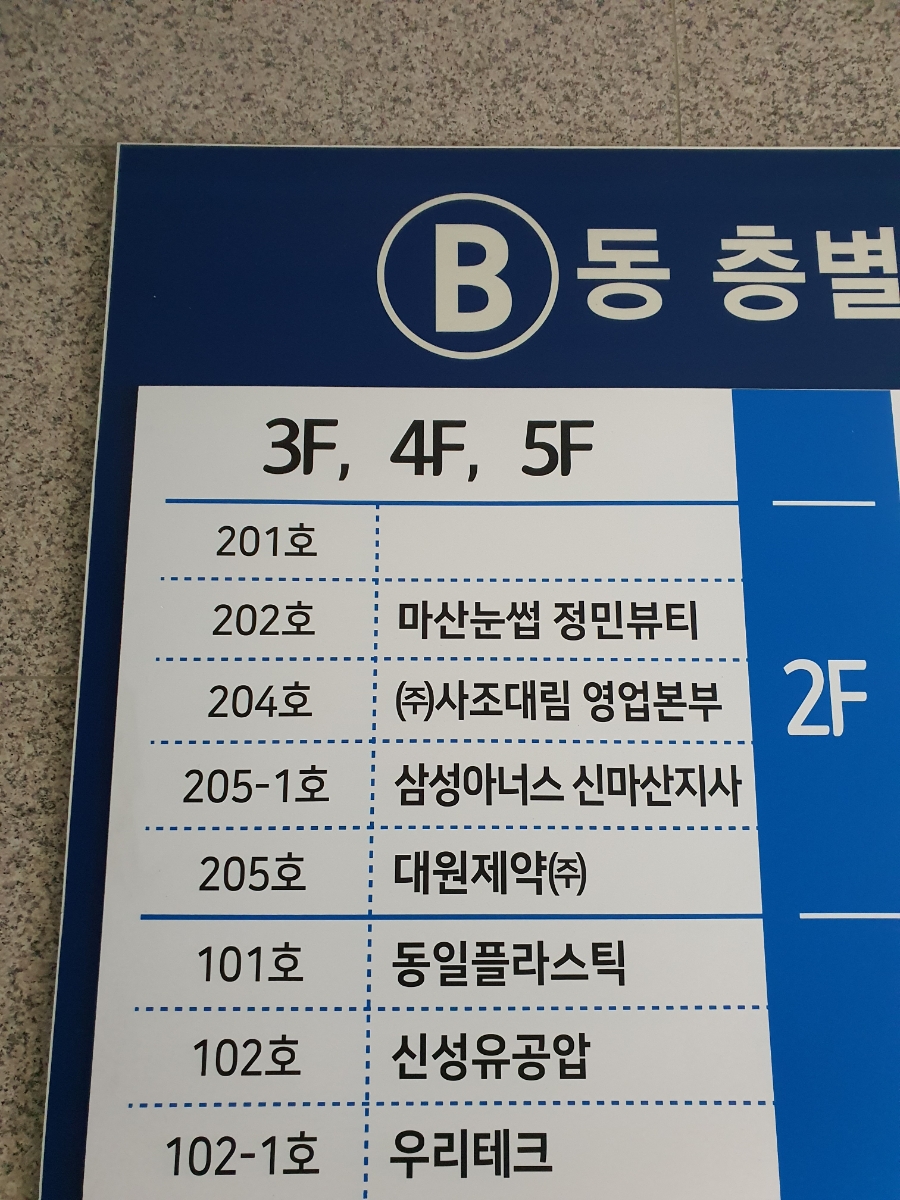 B동 층별
3F, 4F, 5F
201호
202호 마산눈썹 정민뷰티
204호 ㈜사조대림 영업본부
2F
205-1호 삼성아너스 신마산지사
205호 대원제약㈜
101호 동일플라스틱
102호 신성유공압
102-1호 우리테크